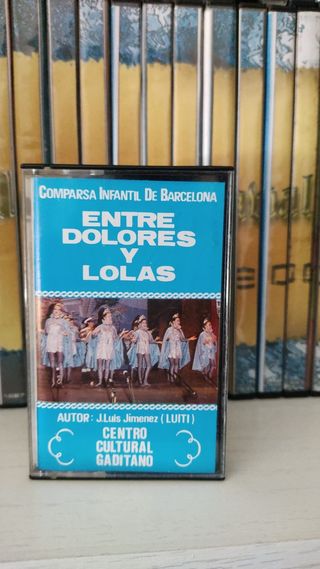 COMPARSA INFANTIL DE BARCELONA
ENTRE
DOLORES
Y
LOLAS
AUTOR: J.Luis Jimenez (LUITI)
CENTRO
CULTURAL
GADITANO